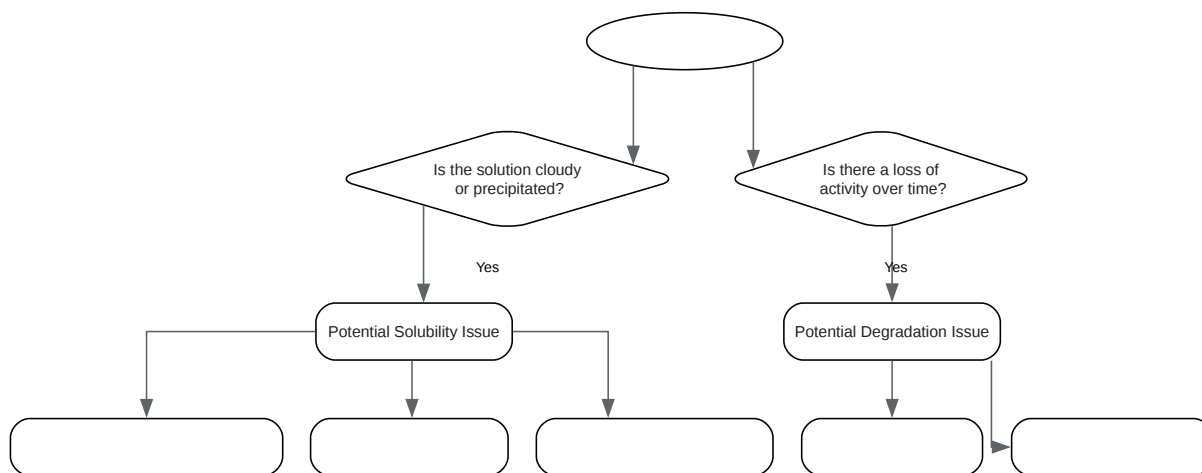 Is the solution cloudy
or precipitated?
Is there a loss of
activity over time?
Yes
Yes
Potential Solubility Issue
Potential Degradation Issue